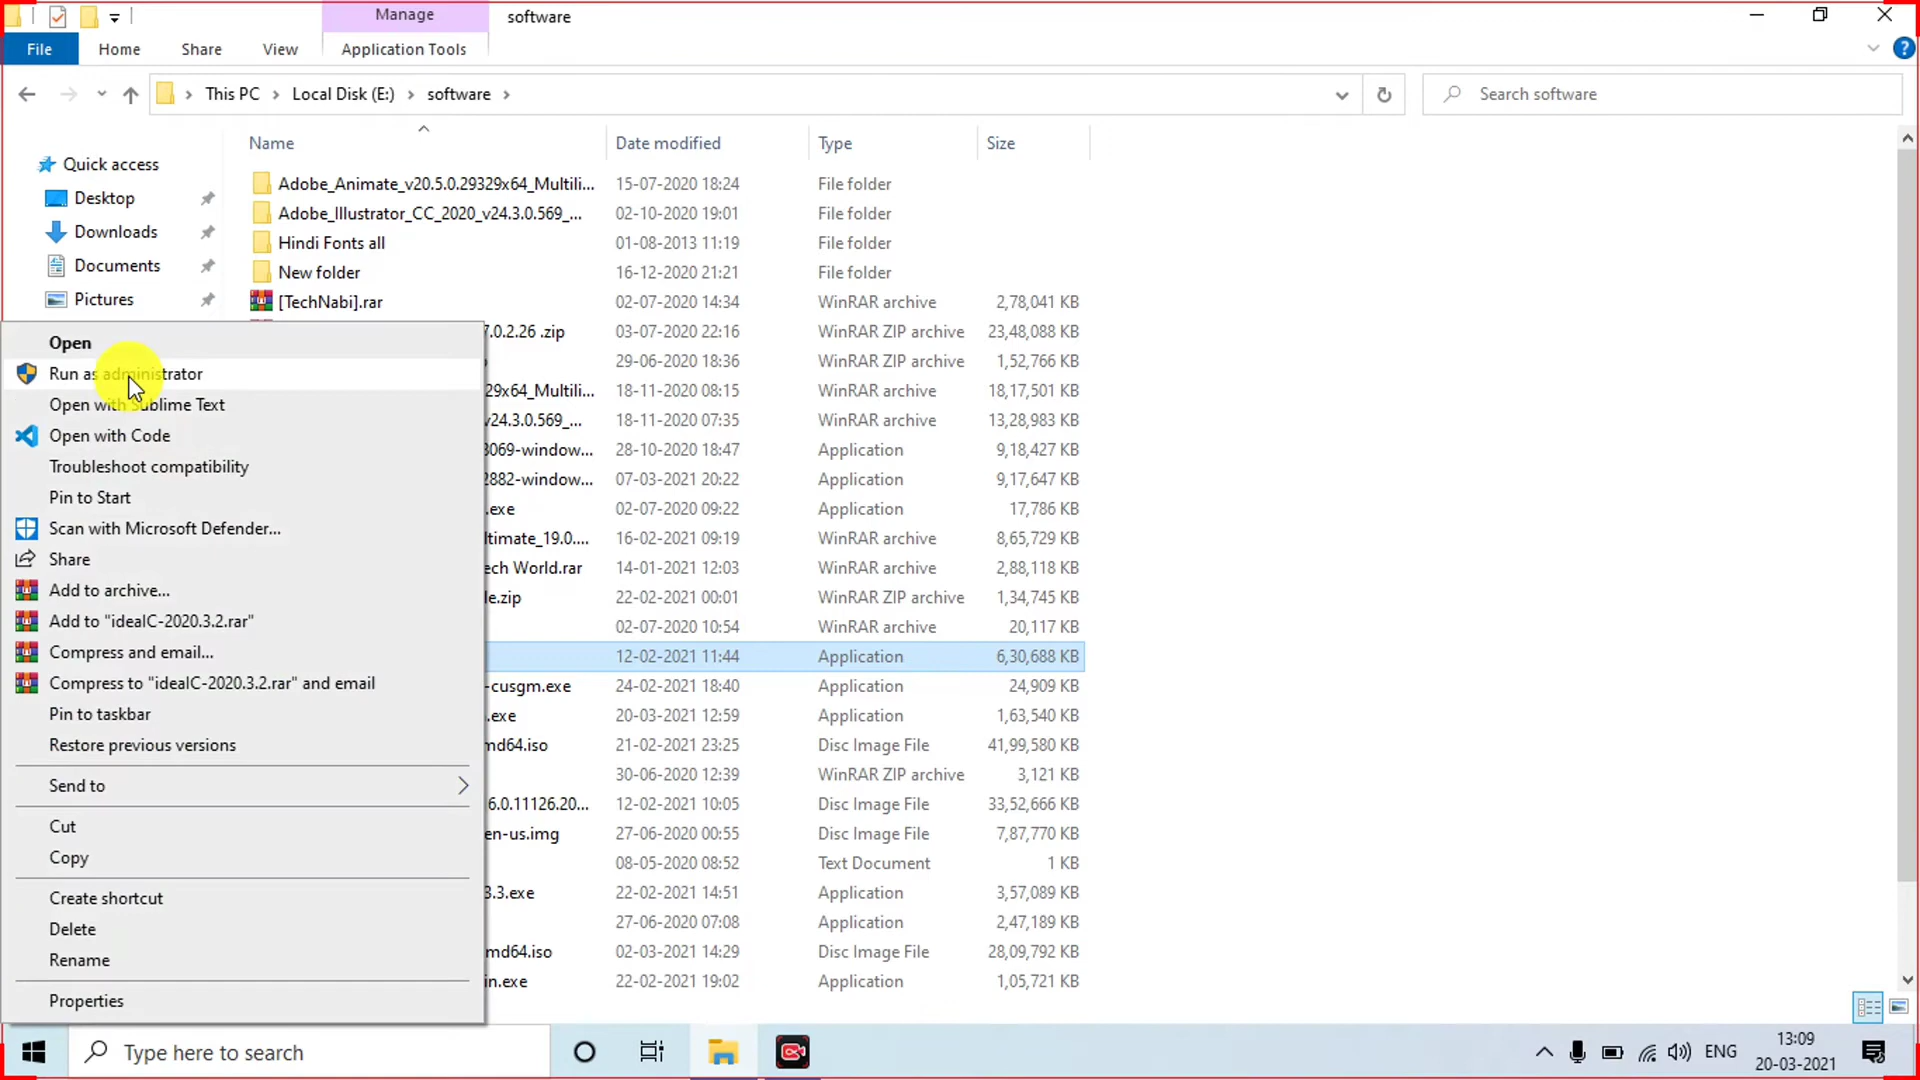 Manage
software
File
Home
Share
View
Application Tools
This PC
Local Disk (E:)
software
Search software
Name
Date modified
Type
Size
Quick access
Desktop
Downloads
Documents
Pictures
Adobe_Animate_v20.5.0.29329x64_Multili... 15-07-2020 18:24 File folder
Adobe_Illustrator_CC_2020_v24.3.0.569_... 02-10-2020 19:01 File folder
Hindi Fonts all 01-08-2013 11:19 File folder
New folder 16-12-2020 21:21 File folder
[TechNabi].rar 02-07-2020 14:34 WinRAR archive 2,78,041 KB
7.0.2.26 .zip 03-07-2020 22:16 WinRAR ZIP archive 23,48,088 KB
29-06-2020 18:36 WinRAR ZIP archive 1,52,766 KB
29x64_Multili... 18-11-2020 08:15 WinRAR archive 18,17,501 KB
v24.3.0.569_... 18-11-2020 07:35 WinRAR archive 13,28,983 KB
8069-window... 28-10-2020 18:47 Application 9,18,427 KB
2882-window... 07-03-2021 20:22 Application 9,17,647 KB
.exe 02-07-2020 09:22 Application 17,786 KB
ltimate_19.0.... 16-02-2021 09:19 WinRAR archive 8,65,729 KB
ech World.rar 14-01-2021 12:03 WinRAR archive 2,88,118 KB
le.zip 22-02-2021 00:01 WinRAR ZIP archive 1,34,745 KB
02-07-2020 10:54 WinRAR archive 20,117 KB
12-02-2021 11:44 Application 6,30,688 KB
-cusgm.exe 24-02-2021 18:40 Application 24,909 KB
.exe 20-03-2021 12:59 Application 1,63,540 KB
md64.iso 21-02-2021 23:25 Disc Image File 41,99,580 KB
30-06-2020 12:39 WinRAR ZIP archive 3,121 KB
6.0.11126.20... 12-02-2021 10:05 Disc Image File 33,52,666 KB
en-us.img 27-06-2020 00:55 Disc Image File 7,87,770 KB
08-05-2020 08:52 Text Document 1 KB
3.3.exe 22-02-2021 14:51 Application 3,57,089 KB
27-06-2020 07:08 Application 2,47,189 KB
md64.iso 02-03-2021 14:29 Disc Image File 28,09,792 KB
in.exe 22-02-2021 19:02 Application 1,05,721 KB
Open
Run as administrator
Open with Sublime Text
Open with Code
Troubleshoot compatibility
Pin to Start
Scan with Microsoft Defender...
Share
Add to archive...
Add to "ideaIC-2020.3.2.rar"
Compress and email...
Compress to "ideaIC-2020.3.2.rar" and email
Pin to taskbar
Restore previous versions
Send to
Cut
Copy
Create shortcut
Delete
Rename
Properties
Type here to search
ENG
13:09
20-03-2021